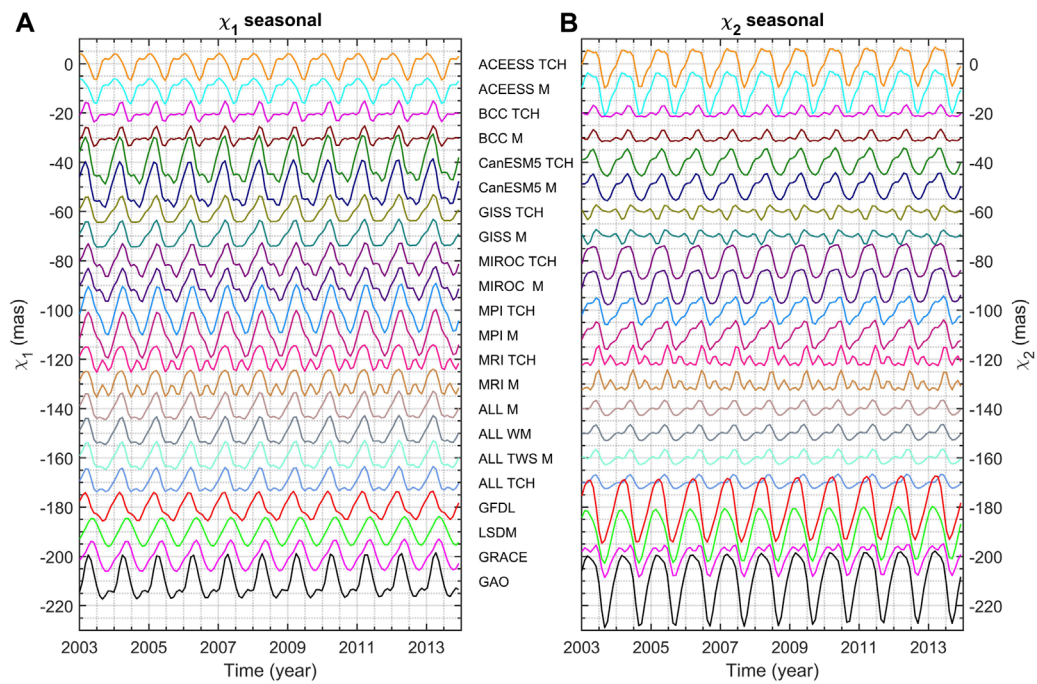 A
χ1 seasonal
B
χ2 seasonal
0
-20
-40
-60
-80
-100
-120
-140
-160
-180
-200
-220
χ1 (mas)
2003
2005
2007
2009
2011
2013
Time (year)
ACEESS TCH
ACEESS M
BCC TCH
BCC M
CanESM5 TCH
CanESM5 M
GISS TCH
GISS M
MIROC TCH
MIROC M
MPI TCH
MPI M
MRI TCH
MRI M
ALL M
ALL WM
ALL TWS M
ALL TCH
GFDL
LSDM
GRACE
GAO
0
-20
-40
-60
-80
-100
-120
-140
-160
-180
-200
-220
χ2 (mas)
2003
2005
2007
2009
2011
2013
Time (year)